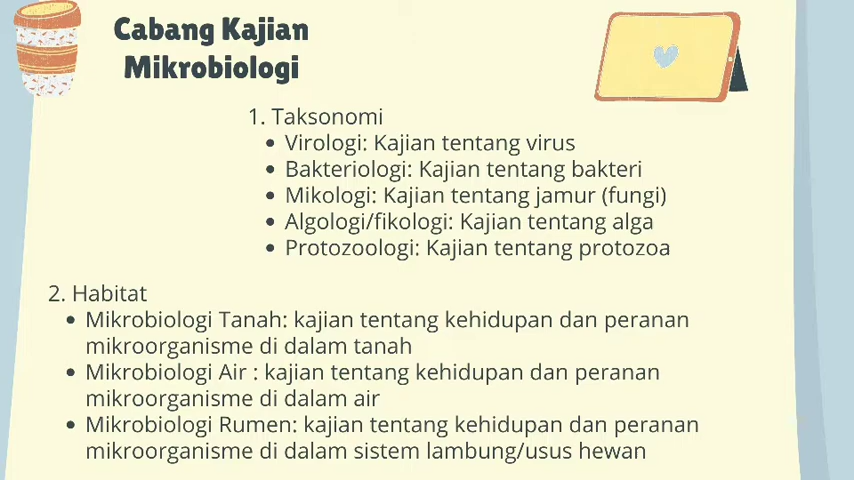 Cabang Kajian
Mikrobiologi
1. Taksonomi
• Virologi: Kajian tentang virus
• Bakteriologi: Kajian tentang bakteri
• Mikologi: Kajian tentang jamur (fungi)
• Algologi/fikologi: Kajian tentang alga
• Protozoologi: Kajian tentang protozoa
2. Habitat
• Mikrobiologi Tanah: kajian tentang kehidupan dan peranan
mikroorganisme di dalam tanah
• Mikrobiologi Air : kajian tentang kehidupan dan peranan
mikroorganisme di dalam air
• Mikrobiologi Rumen: kajian tentang kehidupan dan peranan
mikroorganisme di dalam sistem lambung/usus hewan